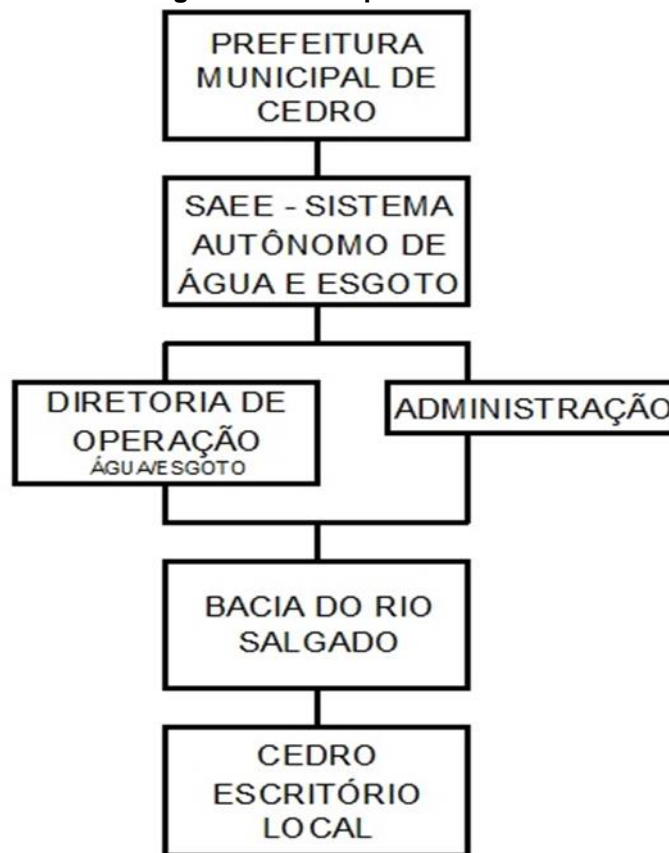 PREFEITURA
MUNICIPAL DE
CEDRO
SAEE - SISTEMA
AUTÔNOMO DE
ÁGUA E ESGOTO
DIRETORIA DE
OPERAÇÃO
ÁGUA/ESGOTO
ADMINISTRAÇÃO
BACIA DO RIO
SALGADO
CEDRO
ESCRITÓRIO
LOCAL